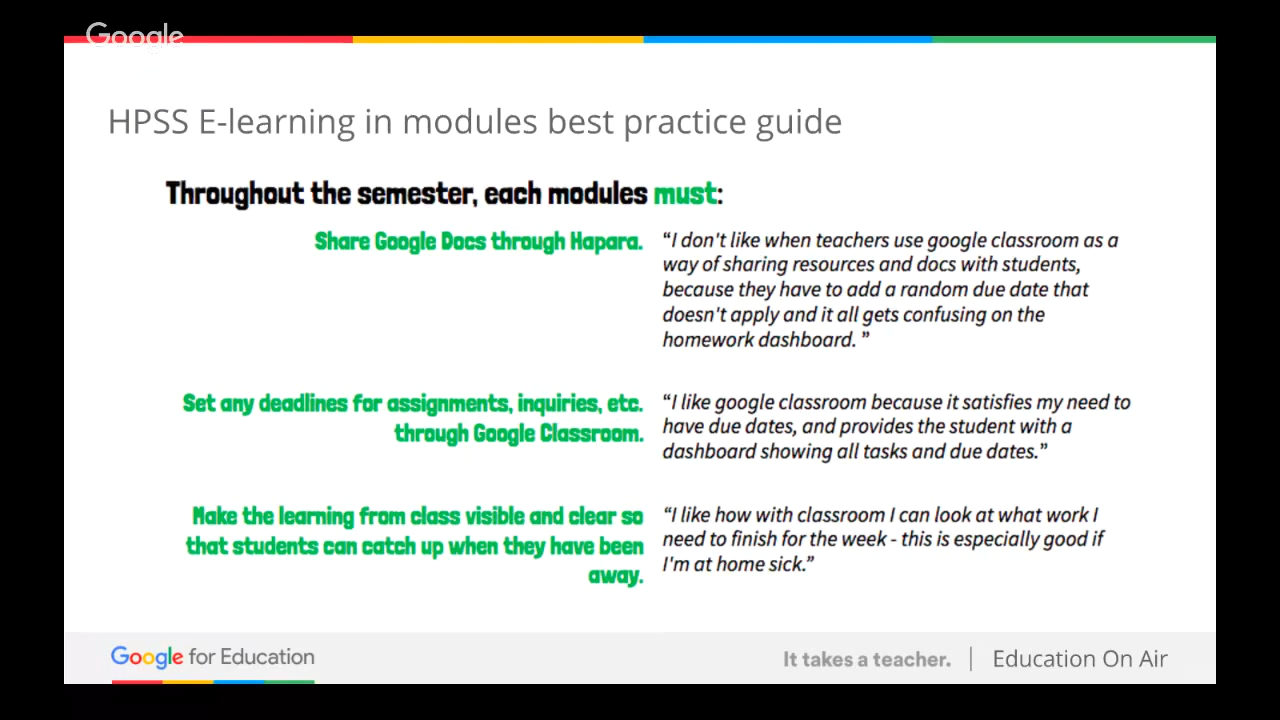 Google
HPSS E-learning in modules best practice guide
Throughout the semester, each modules must:
Share Google Docs through Hapara.
“I don't like when teachers use google classroom as a
way of sharing resources and docs with students,
because they have to add a random due date that
doesn't apply and it all gets confusing on the
homework dashboard. ”
Set any deadlines for assignments, inquiries, etc.
through Google Classroom.
“I like google classroom because it satisfies my need to
have due dates, and provides the student with a
dashboard showing all tasks and due dates.”
Make the learning from class visible and clear so
that students can catch up when they have been
away.
“I like how with classroom I can look at what work I
need to finish for the week - this is especially good if
I'm at home sick.”
Google for Education
It takes a teacher. | Education On Air